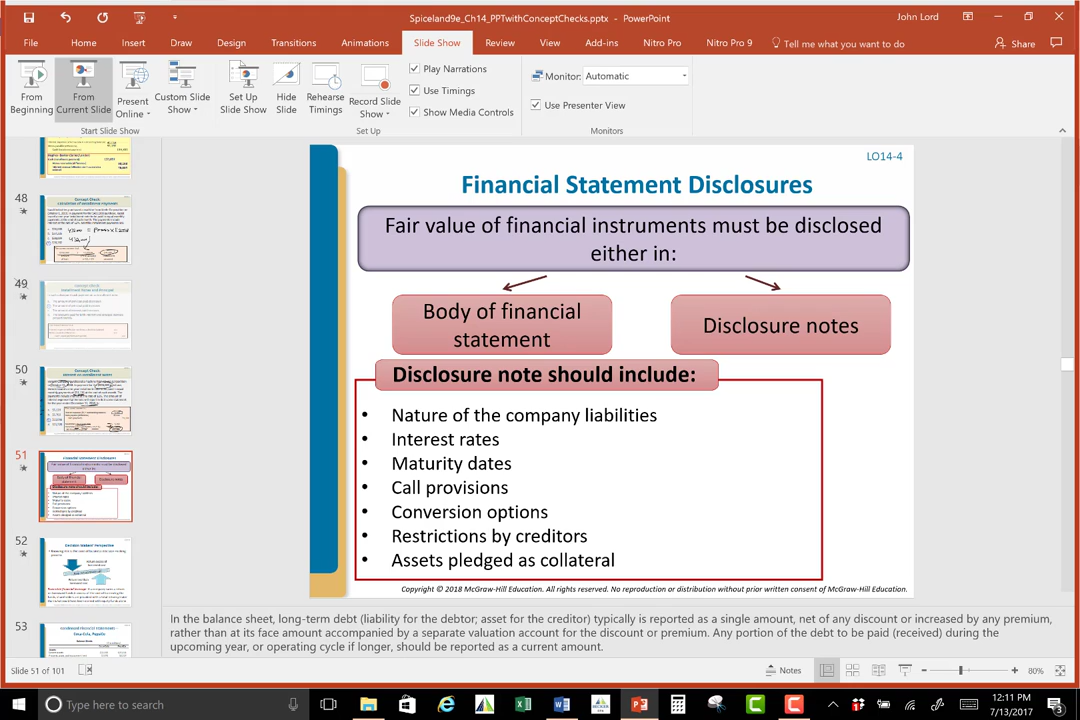 Spiceland9e_Ch14_PPTwithConceptChecks.pptx - PowerPoint
John Lord
File
Home
Insert
Draw
Design
Transitions
Animations
Slide Show
Review
View
Add-ins
Nitro Pro
Nitro Pro 9
Tell me what you want to do
Share
From Beginning
From Current Slide
Present Online
Custom Slide Show
Set Up Slide Show
Hide Slide
Rehearse Timings
Record Slide Show
Play Narrations
Use Timings
Show Media Controls
Monitor:
Automatic
Use Presenter View
Start Slide Show
Set Up
Monitors
48
49
50
51
52
53
LO14-4
Financial Statement Disclosures
Fair value of financial instruments must be disclosed
either in:
Body of financial
statement
Disclosure notes
Disclosure note should include:
• Nature of the company liabilities
• Interest rates
• Maturity dates
• Call provisions
• Conversion options
• Restrictions by creditors
• Assets pledged as collateral
Copyright © 2018 McGraw-Hill Education. All rights reserved. No reproduction or distribution without prior written consent of McGraw-Hill Education.
In the balance sheet, long-term debt (liability for the debtor; asset for the creditor) typically is reported as a single amount, net of any discount or increased by any premium,
rather than at its face amount accompanied by a separate valuation account for the discount or premium. Any portion of the debt to be paid (received) during the
upcoming year, or operating cycle if longer, should be reported as a current amount.
Slide 51 of 101
Notes
80%
Type here to search
12:11 PM
7/13/2017